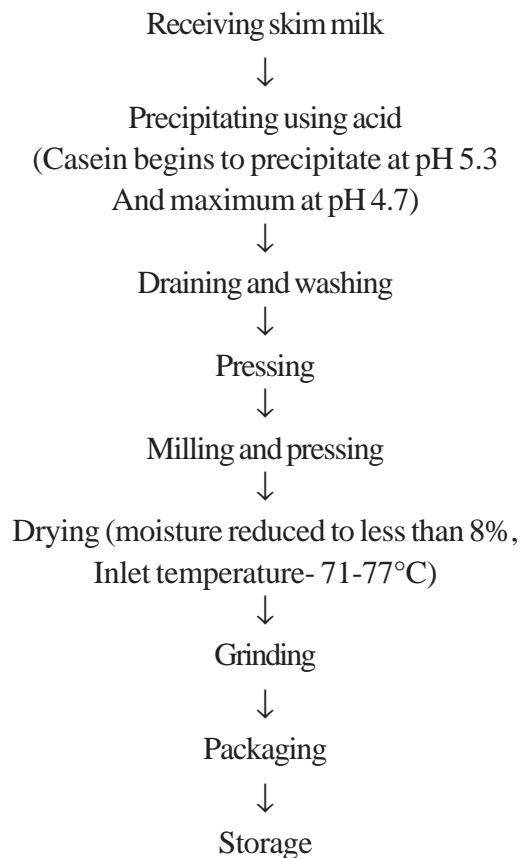 Receiving skim milk
↓
Precipitating using acid
(Casein begins to precipitate at pH 5.3
And maximum at pH 4.7)
↓
Draining and washing
↓
Pressing
↓
Milling and pressing
↓
Drying (moisture reduced to less than 8%,
Inlet temperature- 71-77°C)
↓
Grinding
↓
Packaging
↓
Storage